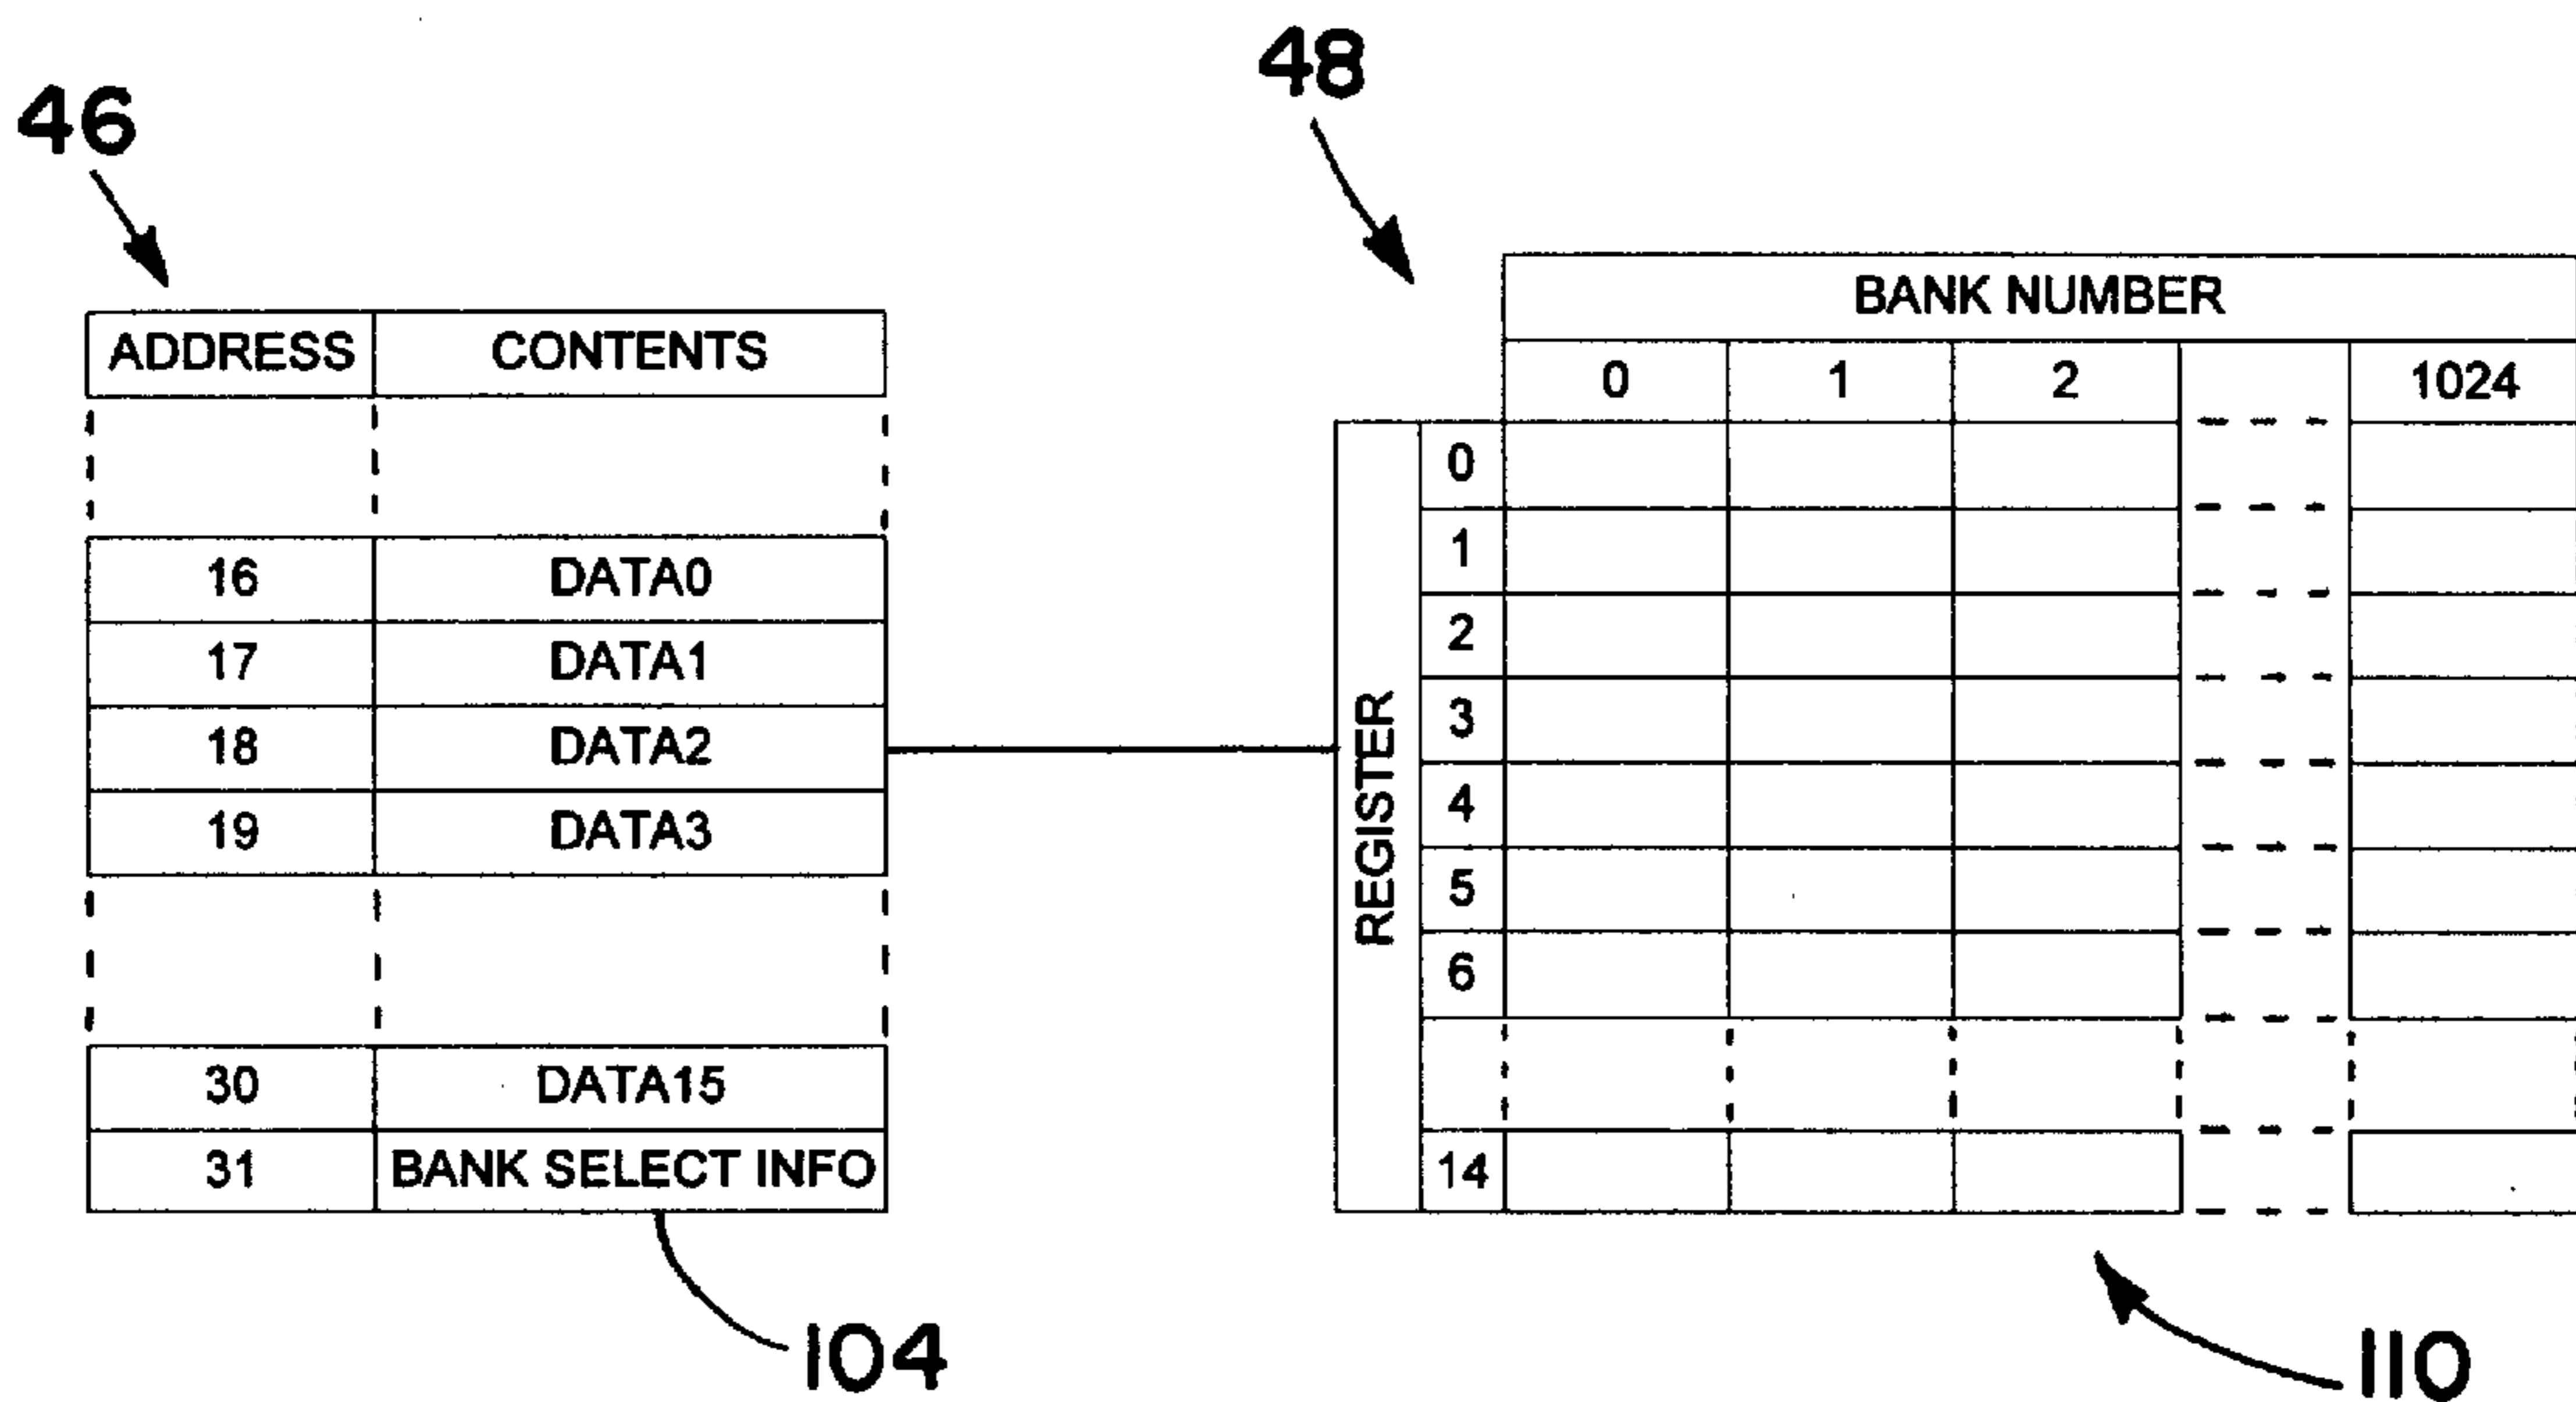 46
48
ADDRESS CONTENTS
16 DATA0
17 DATA1
18 DATA2
19 DATA3
30 DATA15
31 BANK SELECT INFO
104
BANK NUMBER
0 1 2 1024
REGISTER
0
1
2
3
4
5
6
14
110